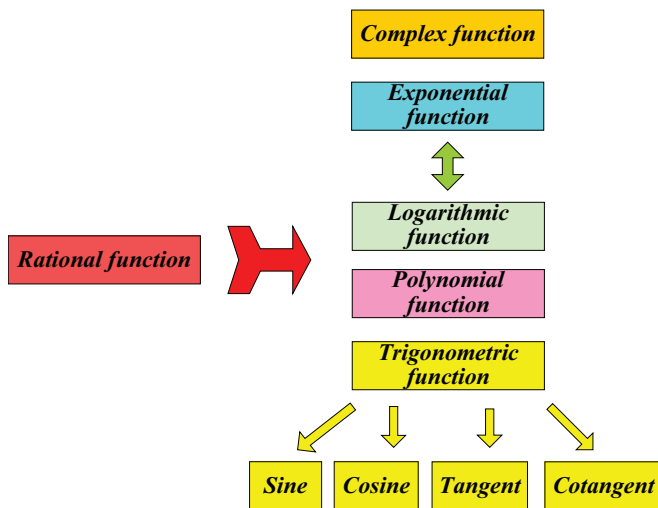 Complex function
Exponential
function
Logarithmic
function
Rational function
Polynomial
function
Trigonometric
function
Sine
Cosine
Tangent
Cotangent